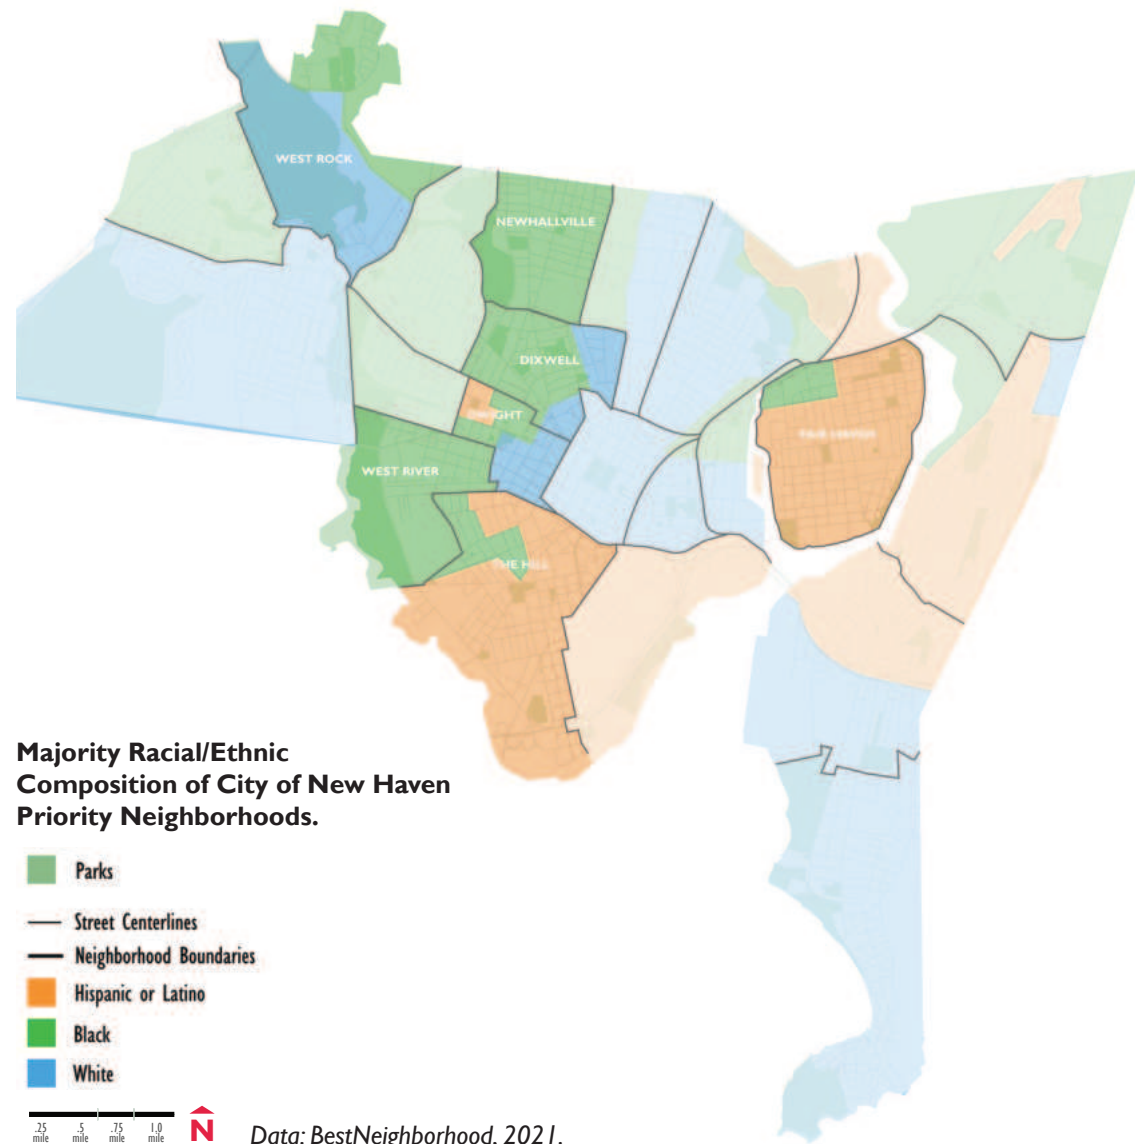 WEST ROCK
NEWHALLVILLE
DIXWELL
DWIGHT
FAIR HAVEN
WEST RIVER
THE HILL
Majority Racial/Ethnic
Composition of City of New Haven
Priority Neighborhoods.
Parks
Street Centerlines
Neighborhood Boundaries
Hispanic or Latino
Black
White
.25 .5 .75 1.0
mile mile mile mile
N
Data: BestNeighborhood, 2021.